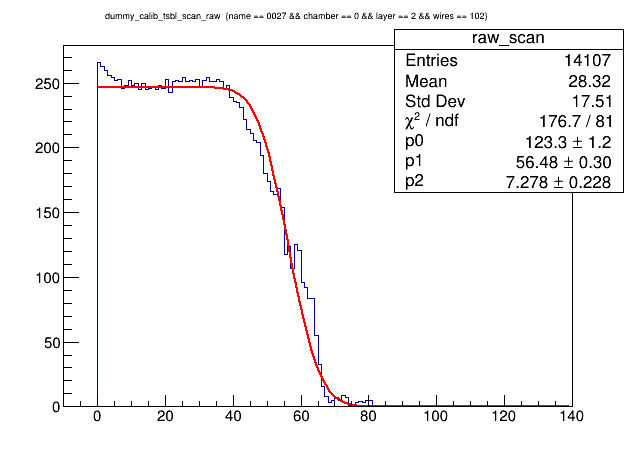 dummy_calib_tsbl_scan_raw (name == 0027 && chamber == 0 && layer == 2 && wires == 102)
raw_scan
Entries 14107
Mean 28.32
Std Dev 17.51
χ² / ndf 176.7 / 81
p0 123.3 ± 1.2
p1 56.48 ± 0.30
p2 7.278 ± 0.228
250
200
150
100
50
0
0 20 40 60 80 100 120 140